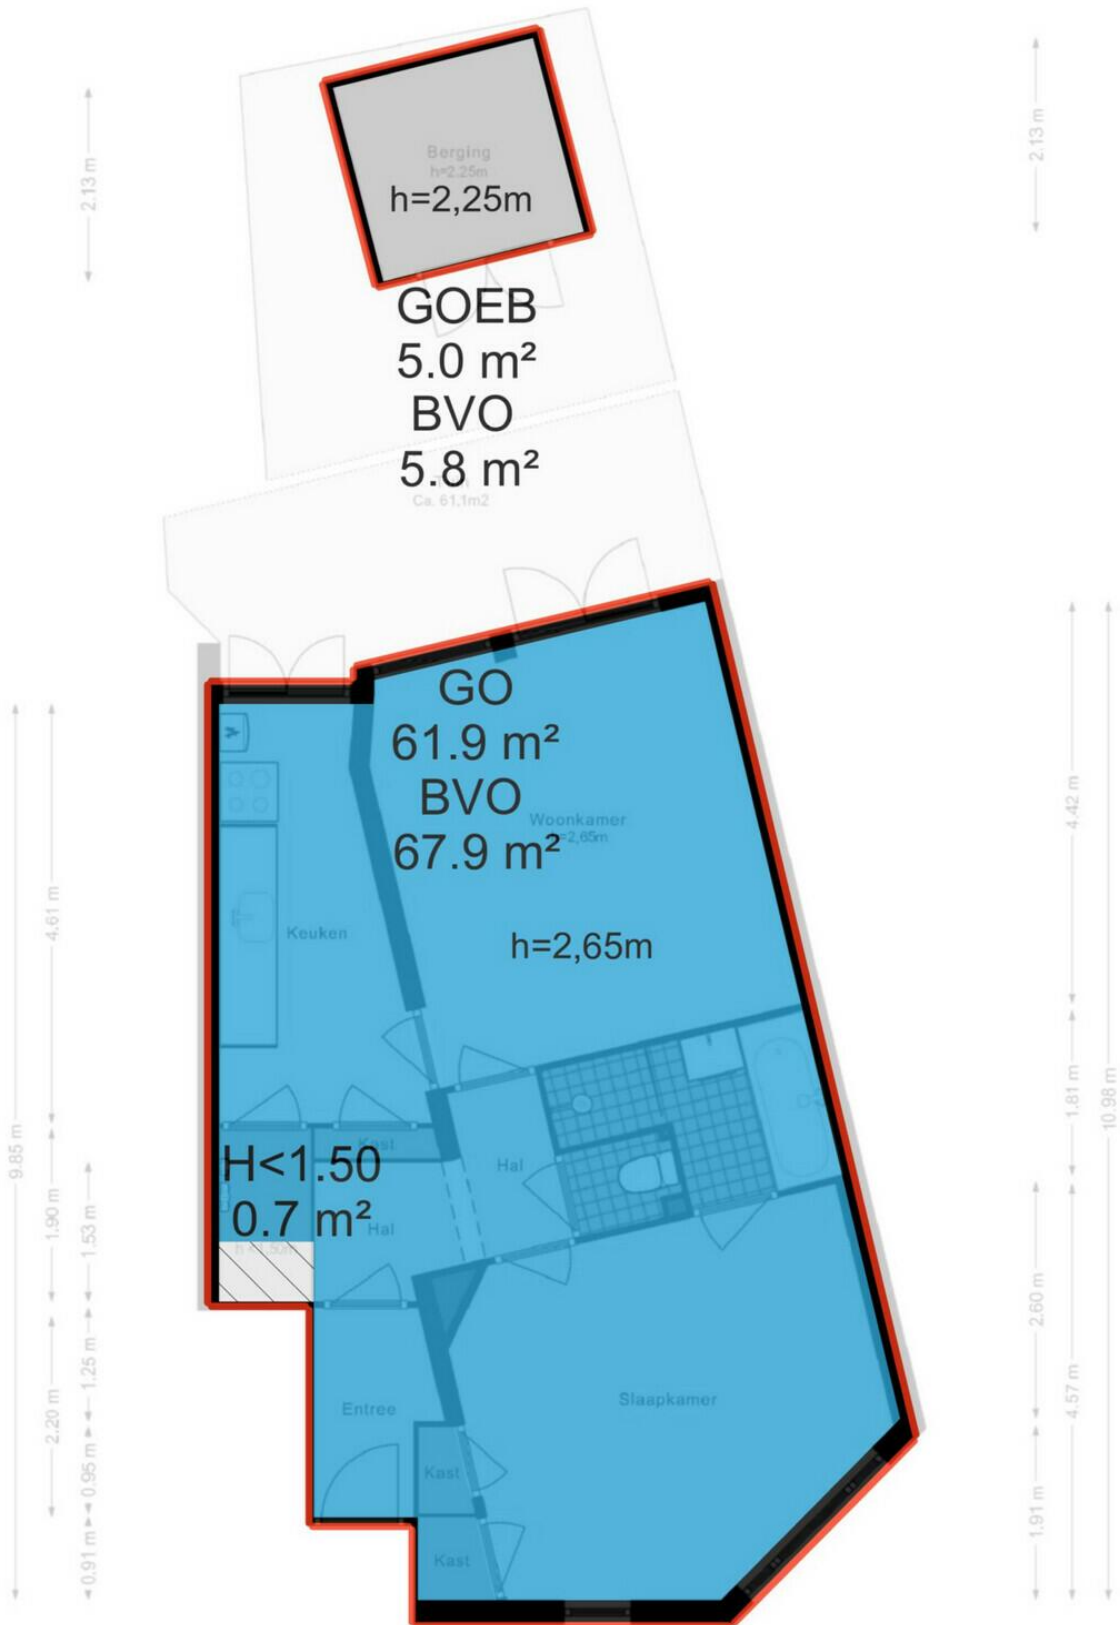 2.13 m
2.13 m
Berging
h=2.25m
h=2,25m
GOEB
5.0 m²
BVO
5.8 m²
Ca. 61,1m2
GO
61.9 m²
BVO
67.9 m²
Woonkamer
=2,65m
h=2,65m
Keuken
4.61 m
4.42 m
9.85 m
1.90 m
1.53 m
1.81 m
10.98 m
Kast
H<1.50
0.7 m²
Hal
Hal
2.20 m
1.25 m
0.95 m
0.91 m
2.60 m
4.57 m
1.91 m
Entree
Slaapkamer
Kast
Kast